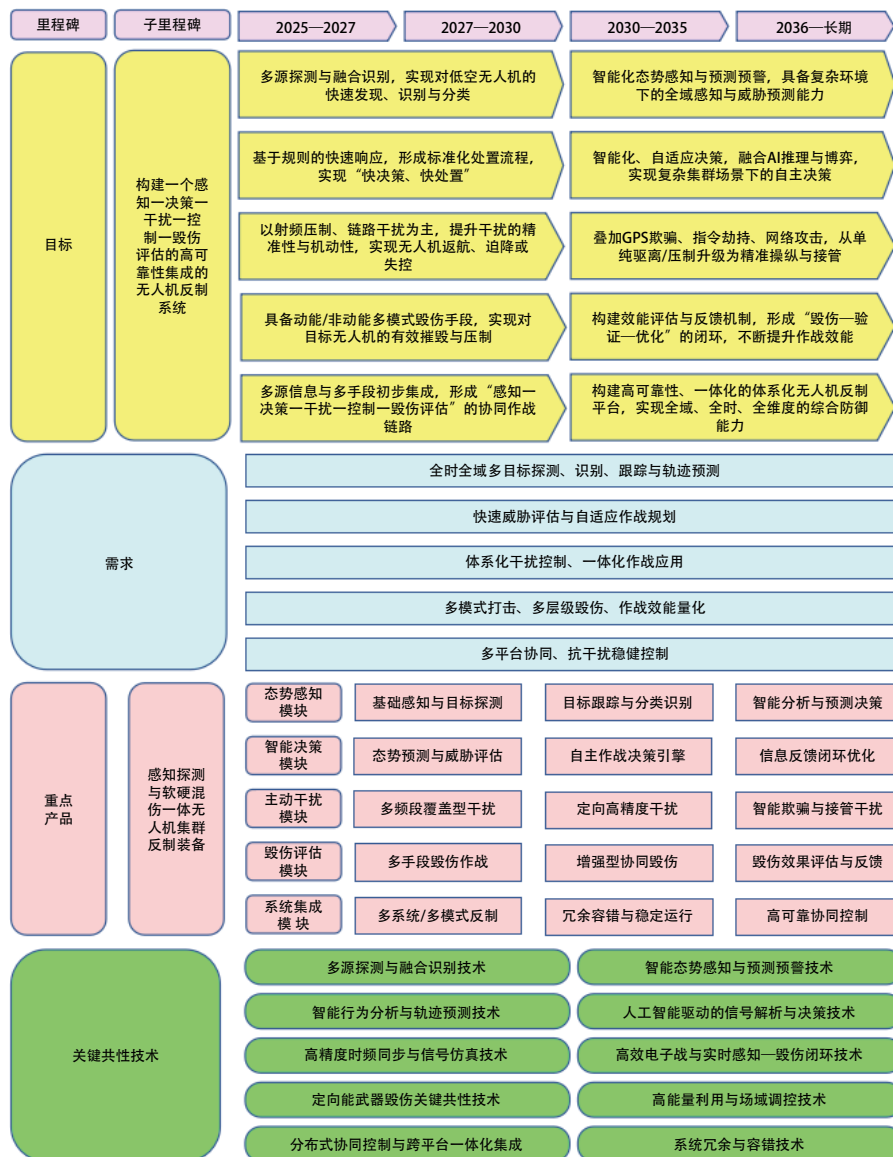 里程碑
子里程碑
2025—2027
2027—2030
2030—2035
2036—长期
目标
构建一个感
知一决策一
干扰一控
制一毁伤
评估的高可
靠性集成的
无人机反制
系统
多源探测与融合识别，实现对低空无人机的
快速发现、识别与分类
智能化态势感知与预测预警，具备复杂环境
下的全域感知与威胁预测能力
基于规则的快速响应，形成标准化处置流程，
实现“快决策、快处置”
智能化、自适应决策，融合AI推理与博弈，
实现复杂集群场景下的自主决策
以射频压制、链路干扰为主，提升干扰的精
准性与机动性，实现无人机返航、迫降或
失控
叠加GPS欺骗、指令劫持、网络攻击，从单
纯驱离/压制升级为精准操纵与接管
具备动能/非动能多模式毁伤手段，实现对
目标无人机的有效摧毁与压制
构建效能评估与反馈机制，形成“毁伤—验
证—优化”的闭环，不断提升作战效能
多源信息与多手段初步集成，形成“感知一
决策一干扰一控制一毁伤评估”的协同作战
链路
构建高可靠性、一体化的体系化无人机反制
平台，实现全域、全时、全维度的综合防御
能力
需求
全时全域多目标探测、识别、跟踪与轨迹预测
快速威胁评估与自适应作战规划
体系化干扰控制、一体化作战应用
多模式打击、多层级毁伤、作战效能量化
多平台协同、抗干扰稳健控制
重点
产品
感知探测
与软硬混
伤一体无
人机集群
反制装备
态势感知
模块
基础感知与目标探测
目标跟踪与分类识别
智能分析与预测决策
智能决策
模块
态势预测与威胁评估
自主作战决策引擎
信息反馈闭环优化
主动干扰
模块
多频段覆盖型干扰
定向高精度干扰
智能欺骗与接管干扰
毁伤评估
模块
多手段毁伤作战
增强型协同毁伤
毁伤效果评估与反馈
系统集成
模 块
多系统/多模式反制
冗余容错与稳定运行
高可靠协同控制
关键共性技术
多源探测与融合识别技术
智能态势感知与预测预警技术
智能行为分析与轨迹预测技术
人工智能驱动的信号解析与决策技术
高精度时频同步与信号仿真技术
高效电子战与实时感知—毁伤闭环技术
定向能武器毁伤关键共性技术
高能量利用与场域调控技术
分布式协同控制与跨平台一体化集成
系统冗余与容错技术